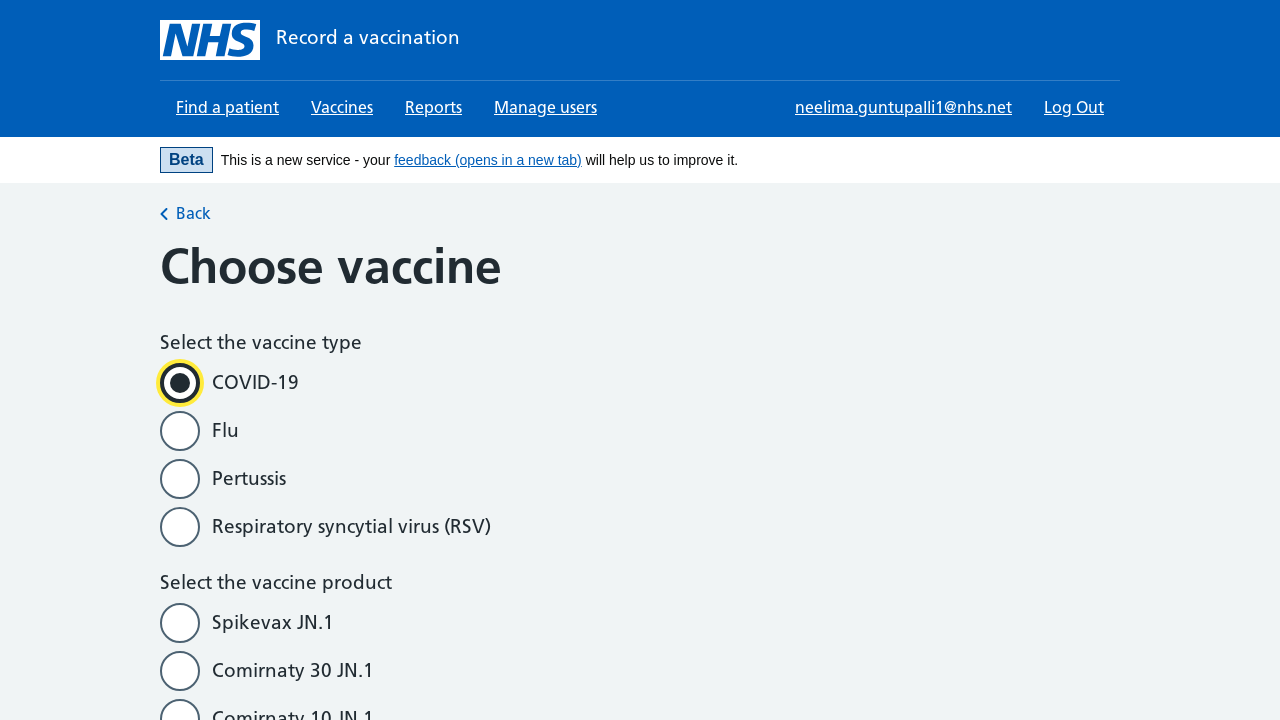 NHS Record a vaccination
Find a patient Vaccines Reports Manage users neelima.guntupalli1@nhs.net Log Out
Beta This is a new service - your feedback (opens in a new tab) will help us to improve it.
Back
Choose vaccine
Select the vaccine type
COVID-19
Flu
Pertussis
Respiratory syncytial virus (RSV)
Select the vaccine product
Spikevax JN.1
Comirnaty 30 JN.1
Comirnaty 10 JN.1